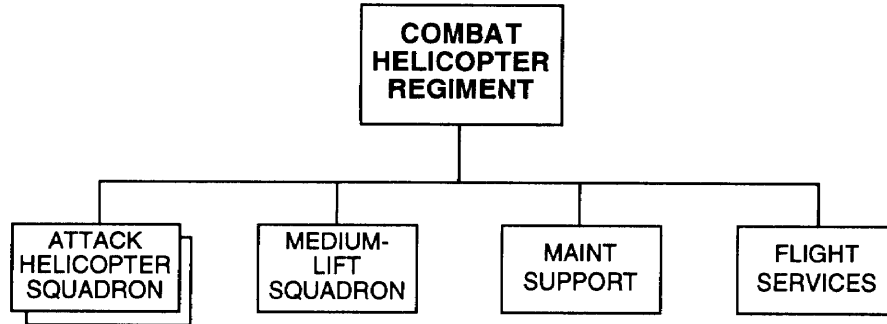 COMBAT
HELICOPTER
REGIMENT
ATTACK
HELICOPTER
SQUADRON
MEDIUM-
LIFT
SQUADRON
MAINT
SUPPORT
FLIGHT
SERVICES